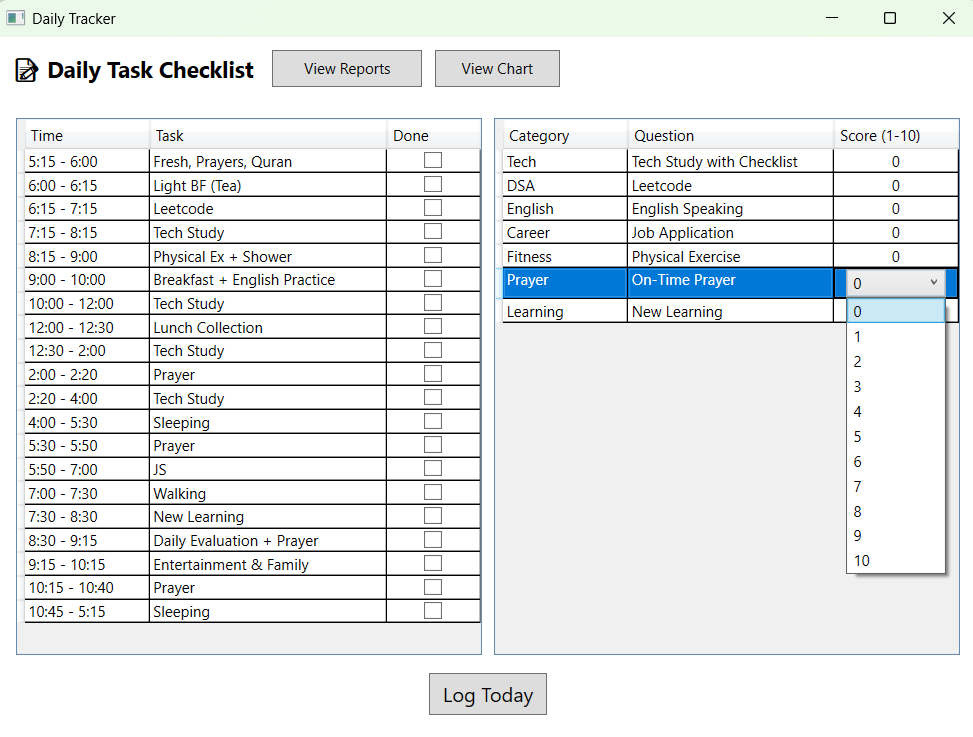 Daily Tracker
Daily Task Checklist
View Reports
View Chart
Time Task Done
5:15 - 6:00 Fresh, Prayers, Quran
6:00 - 6:15 Light BF (Tea)
6:15 - 7:15 Leetcode
7:15 - 8:15 Tech Study
8:15 - 9:00 Physical Ex + Shower
9:00 - 10:00 Breakfast + English Practice
10:00 - 12:00 Tech Study
12:00 - 12:30 Lunch Collection
12:30 - 2:00 Tech Study
2:00 - 2:20 Prayer
2:20 - 4:00 Tech Study
4:00 - 5:30 Sleeping
5:30 - 5:50 Prayer
5:50 - 7:00 JS
7:00 - 7:30 Walking
7:30 - 8:30 New Learning
8:30 - 9:15 Daily Evaluation + Prayer
9:15 - 10:15 Entertainment & Family
10:15 - 10:40 Prayer
10:45 - 5:15 Sleeping
Category Question Score (1-10)
Tech Tech Study with Checklist 0
DSA Leetcode 0
English English Speaking 0
Career Job Application 0
Fitness Physical Exercise 0
Prayer On-Time Prayer 0
Learning New Learning
0
1
2
3
4
5
6
7
8
9
10
Log Today